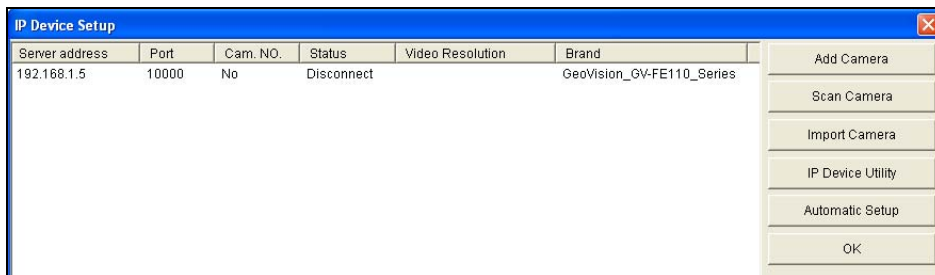 IP Device Setup
Server address Port Cam. NO. Status Video Resolution Brand
192.168.1.5 10000 No Disconnect GeoVision_GV-FE110_Series
Add Camera
Scan Camera
Import Camera
IP Device Utility
Automatic Setup
OK